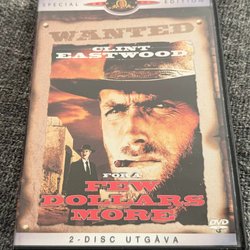 SPECIAL EDITION
WANTED
CLINT
EASTWOOD
FOR A
FEW
DOLLARS
MORE
DVD
2-DISC UTGÅVA